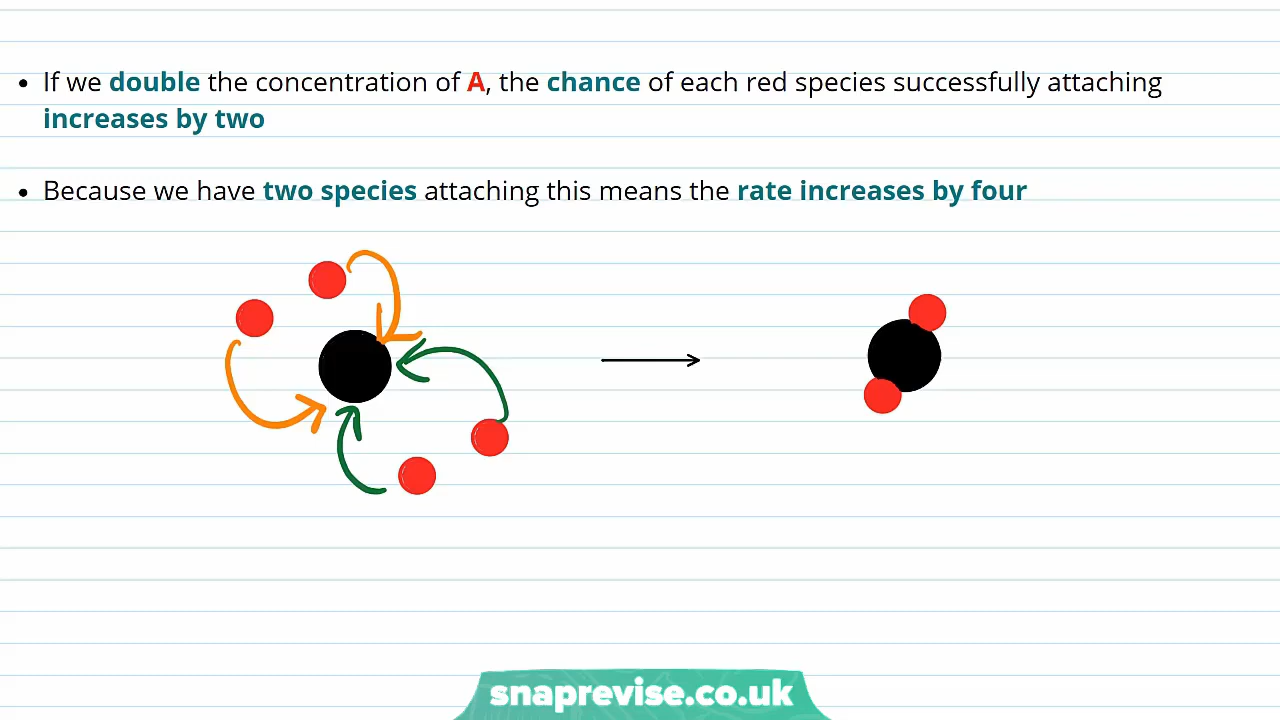 • If we double the concentration of A, the chance of each red species successfully attaching
increases by two
• Because we have two species attaching this means the rate increases by four
snaprevise.co.uk